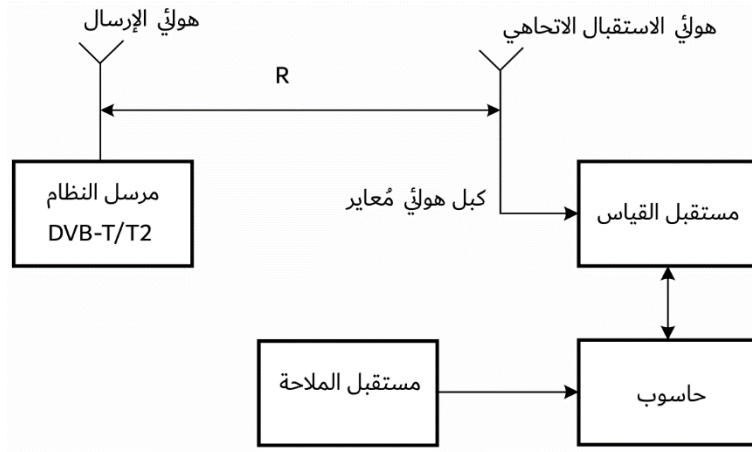 هوائي الإرسال
هوائي الاستقبال الاتجاهي
R
مرسل النظام
DVB-T/T2
كبل هوائي مُعاير
مستقبل القياس
مستقبل الملاحة
حاسوب